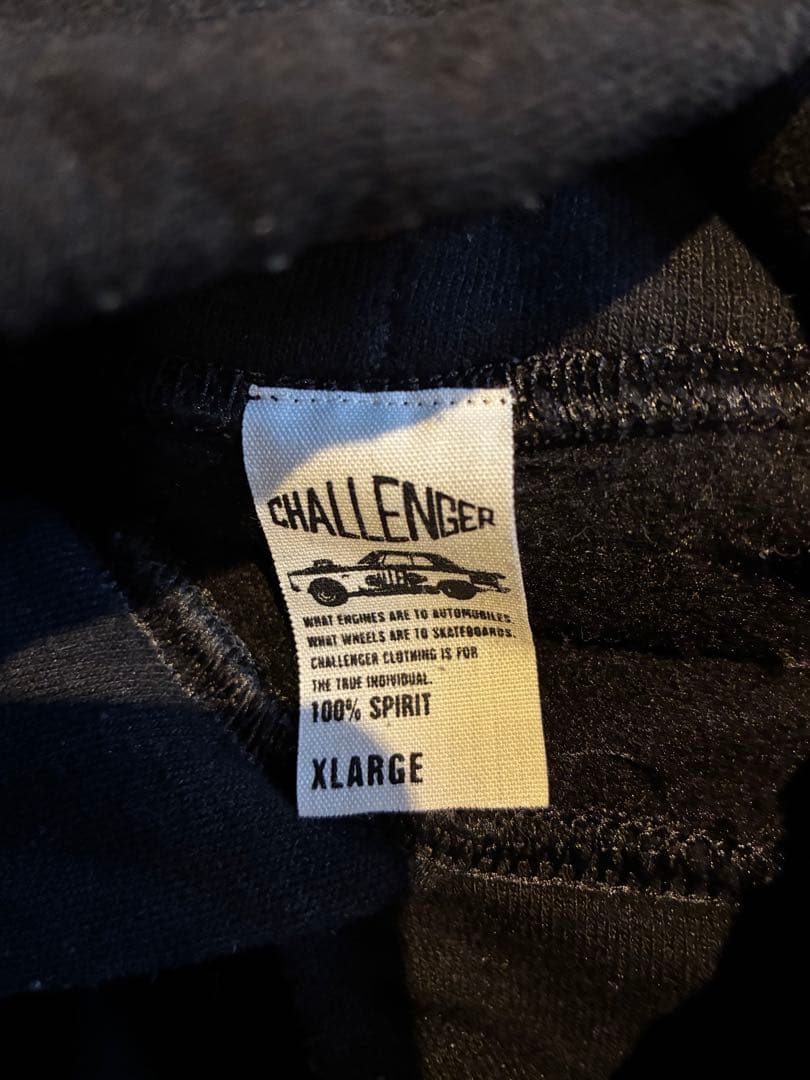 CHALLENGER
WHAT ENGINES ARE TO AUTOMOBILES
WHAT WHEELS ARE TO SKATEBOARDS.
CHALLENGER CLOTHING IS FOR
THE TRUE INDIVIDUAL.
100% SPIRIT
XLARGE